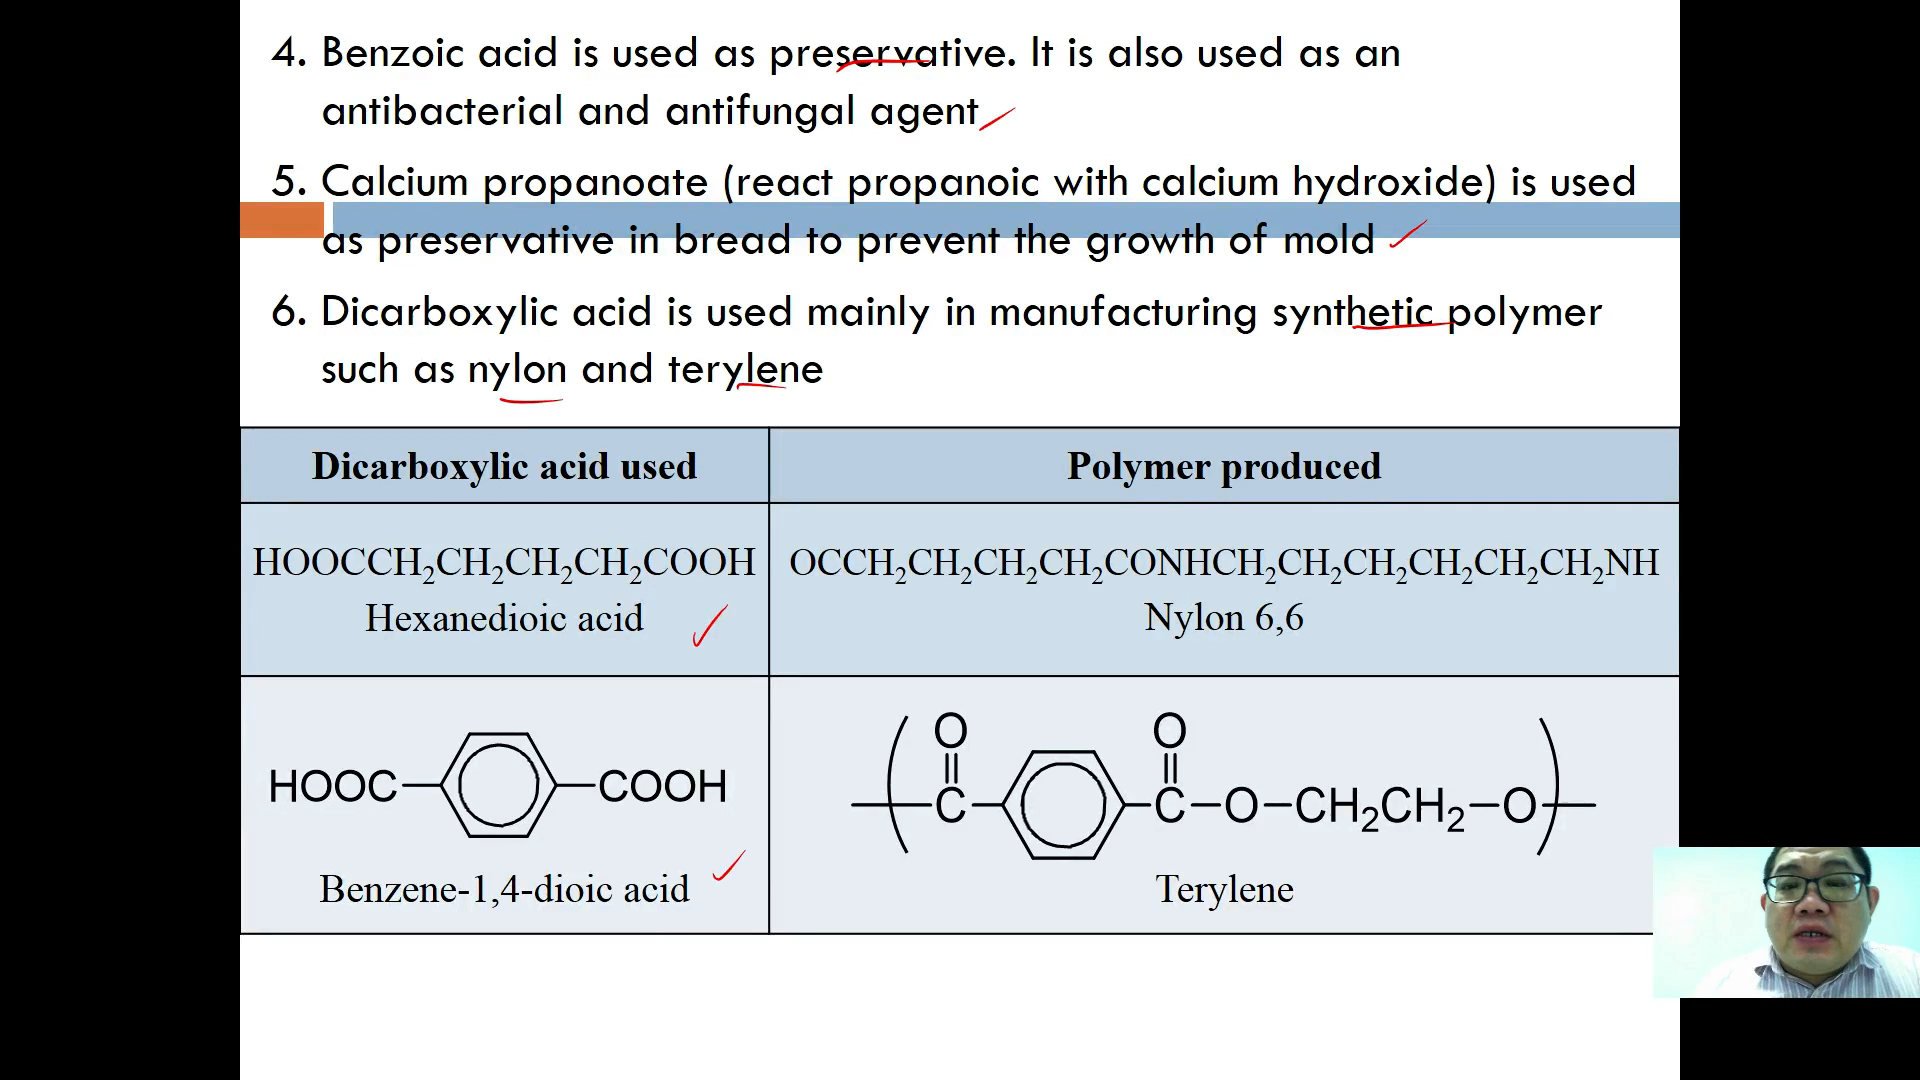 4. Benzoic acid is used as preservative. It is also used as an
antibacterial and antifungal agent
5. Calcium propanoate (react propanoic with calcium hydroxide) is used
as preservative in bread to prevent the growth of mold
6. Dicarboxylic acid is used mainly in manufacturing synthetic polymer
such as nylon and terylene
Dicarboxylic acid used
Polymer produced
HOOCCH₂CH₂CH₂CH₂COOH
Hexanedioic acid
OCCH₂CH₂CH₂CH₂CONHCH₂CH₂CH₂CH₂CH₂CH₂NH
Nylon 6,6
HOOC COOH
Benzene-1,4-dioic acid
O O
C C O CH₂CH₂ O
Terylene